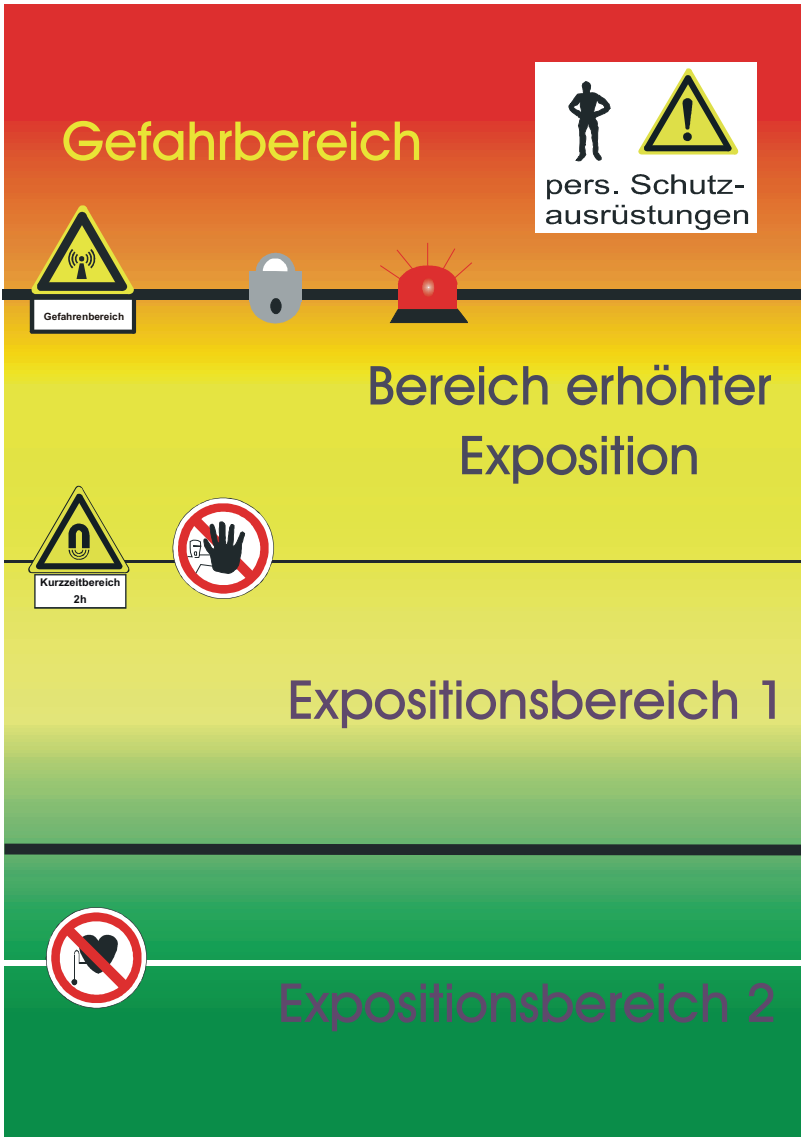 Gefahrbereich
pers. Schutz-
ausrüstungen
Gefahrenbereich
Bereich erhöhter
Exposition
Kurzzeitbereich
2h
Expositionsbereich 1
Expositionsbereich 2